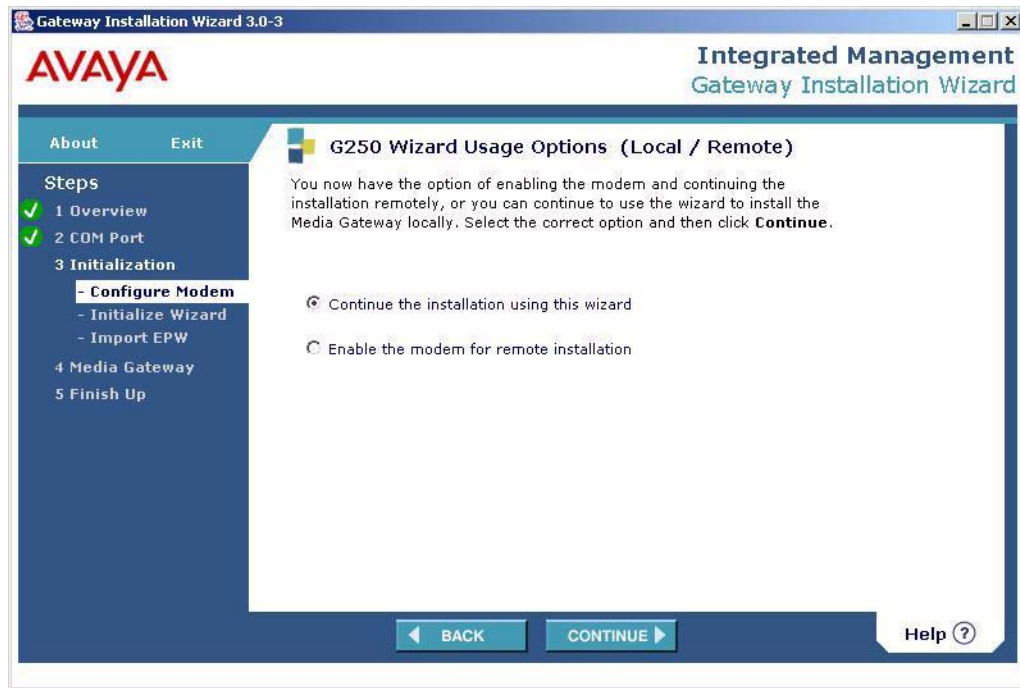 Gateway Installation Wizard 3.0-3
AVAYA
Integrated Management
Gateway Installation Wizard
About Exit
Steps
1 Overview
2 COM Port
3 Initialization
- Configure Modem
- Initialize Wizard
- Import EPW
4 Media Gateway
5 Finish Up
G250 Wizard Usage Options (Local / Remote)
You now have the option of enabling the modem and continuing the
installation remotely, or you can continue to use the wizard to install the
Media Gateway locally. Select the correct option and then click Continue.
Continue the installation using this wizard
Enable the modem for remote installation
BACK
CONTINUE
Help ?